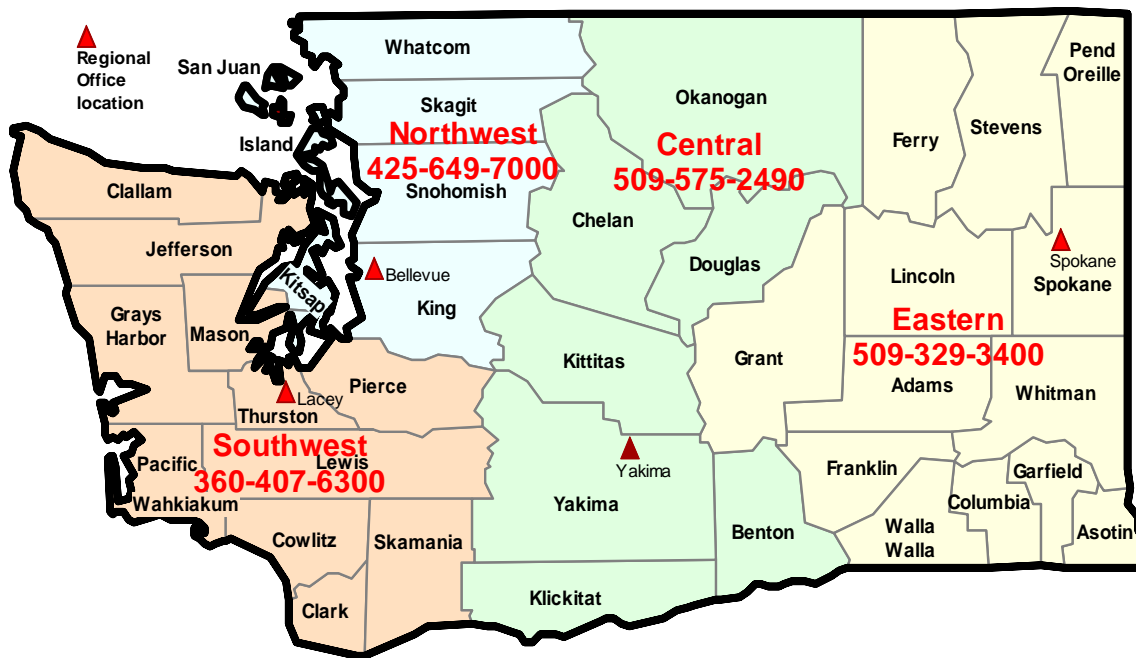 Regional
Office
location
San Juan
Island
Whatcom
Skagit
Northwest
425-649-7000
Snohomish
Bellevue
King
Kitsap
Okanogan
Central
509-575-2490
Chelan
Douglas
Kittitas
Yakima
Yakima
Benton
Klickitat
Ferry
Stevens
Pend
Oreille
Spokane
Spokane
Lincoln
Eastern
509-329-3400
Grant
Adams
Whitman
Franklin
Garfield
Columbia
Walla
Walla
Asotin
Clallam
Jefferson
Grays
Harbor
Mason
Pierce
Lacey
Thurston
Southwest
360-407-6300
Lewis
Pacific
Wahkiakum
Cowlitz
Skamania
Clark